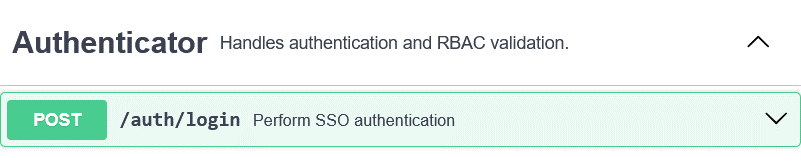 Authenticator Handles authentication and RBAC validation.
POST /auth/login Perform SSO authentication